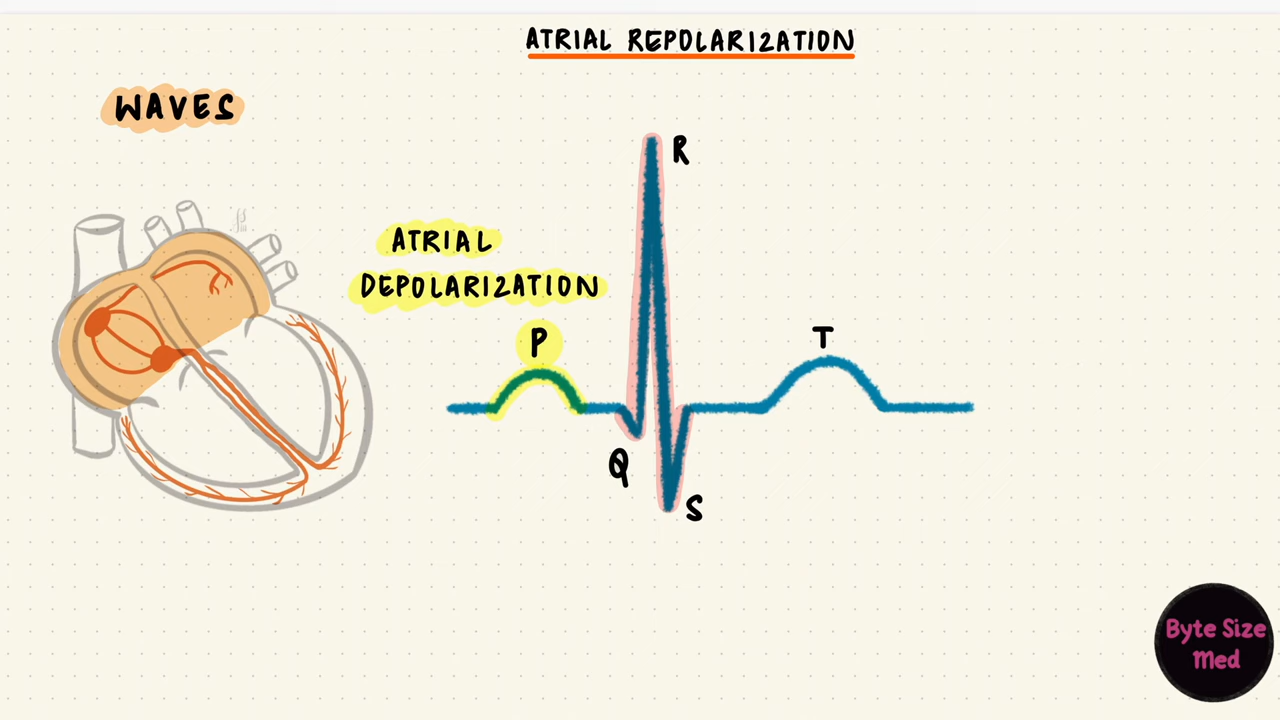 ATRIAL REPOLARIZATION
WAVES
R
ATRIAL
DEPOLARIZATION
P
T
Q
S
Byte Size
Med